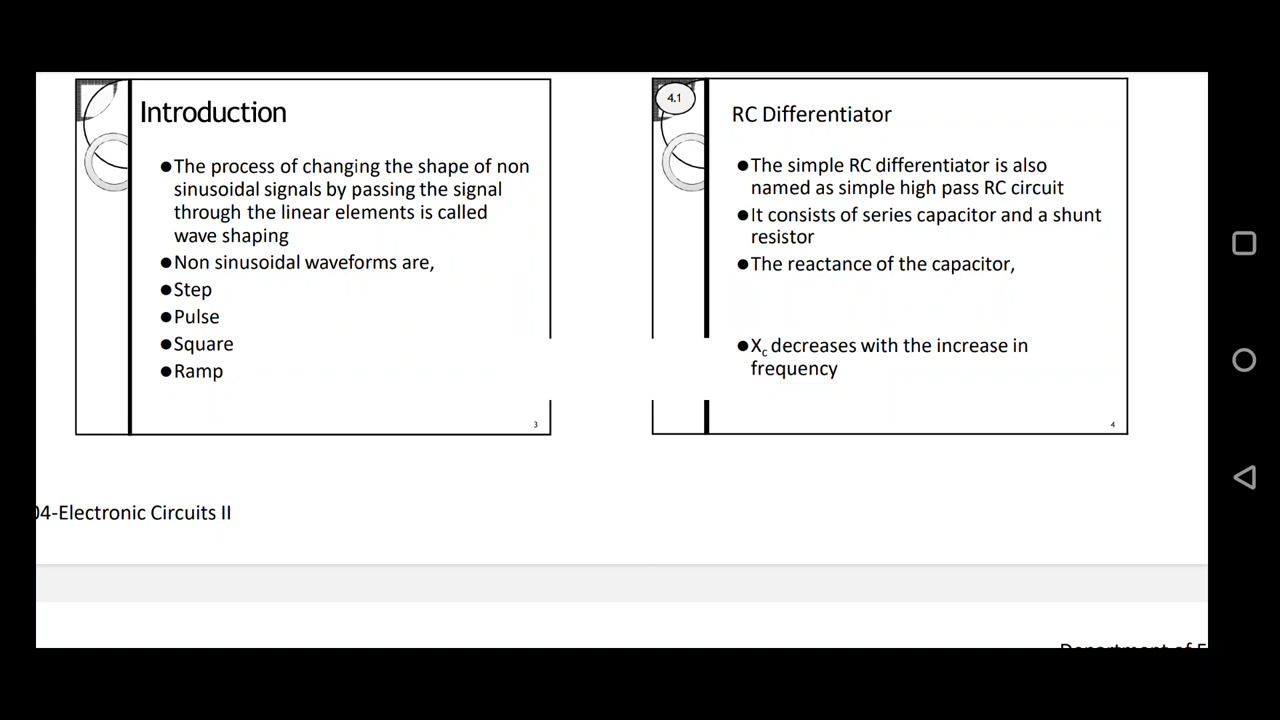 Introduction
●The process of changing the shape of non
sinusoidal signals by passing the signal
through the linear elements is called
wave shaping
●Non sinusoidal waveforms are,
●Step
●Pulse
●Square
●Ramp
3
4.1
RC Differentiator
●The simple RC differentiator is also
named as simple high pass RC circuit
●It consists of series capacitor and a shunt
resistor
●The reactance of the capacitor,
●Xc decreases with the increase in
frequency
4
04-Electronic Circuits II
Department of